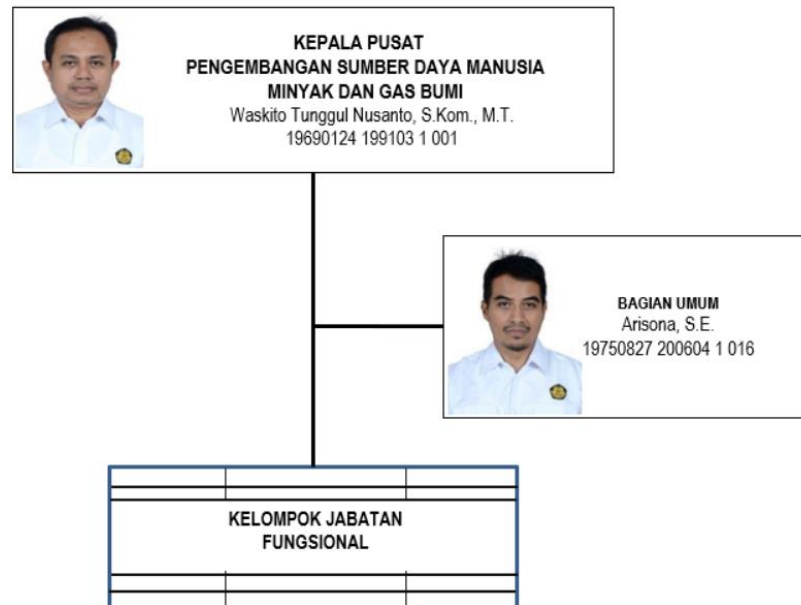 KEPALA PUSAT
PENGEMBANGAN SUMBER DAYA MANUSIA
MINYAK DAN GAS BUMI
Waskito Tunggul Nusanto, S.Kom., M.T.
19690124 199103 1 001
BAGIAN UMUM
Arisona, S.E.
19750827 200604 1 016
KELOMPOK JABATAN
FUNGSIONAL